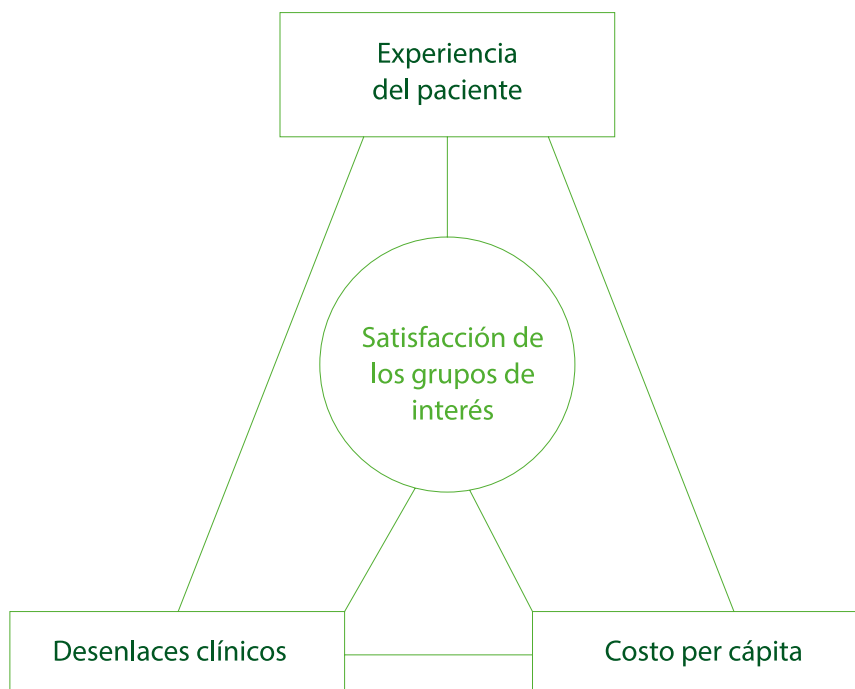 Experiencia
del paciente
Satisfacción de
los grupos de
interés
Desenlaces clínicos
Costo per cápita